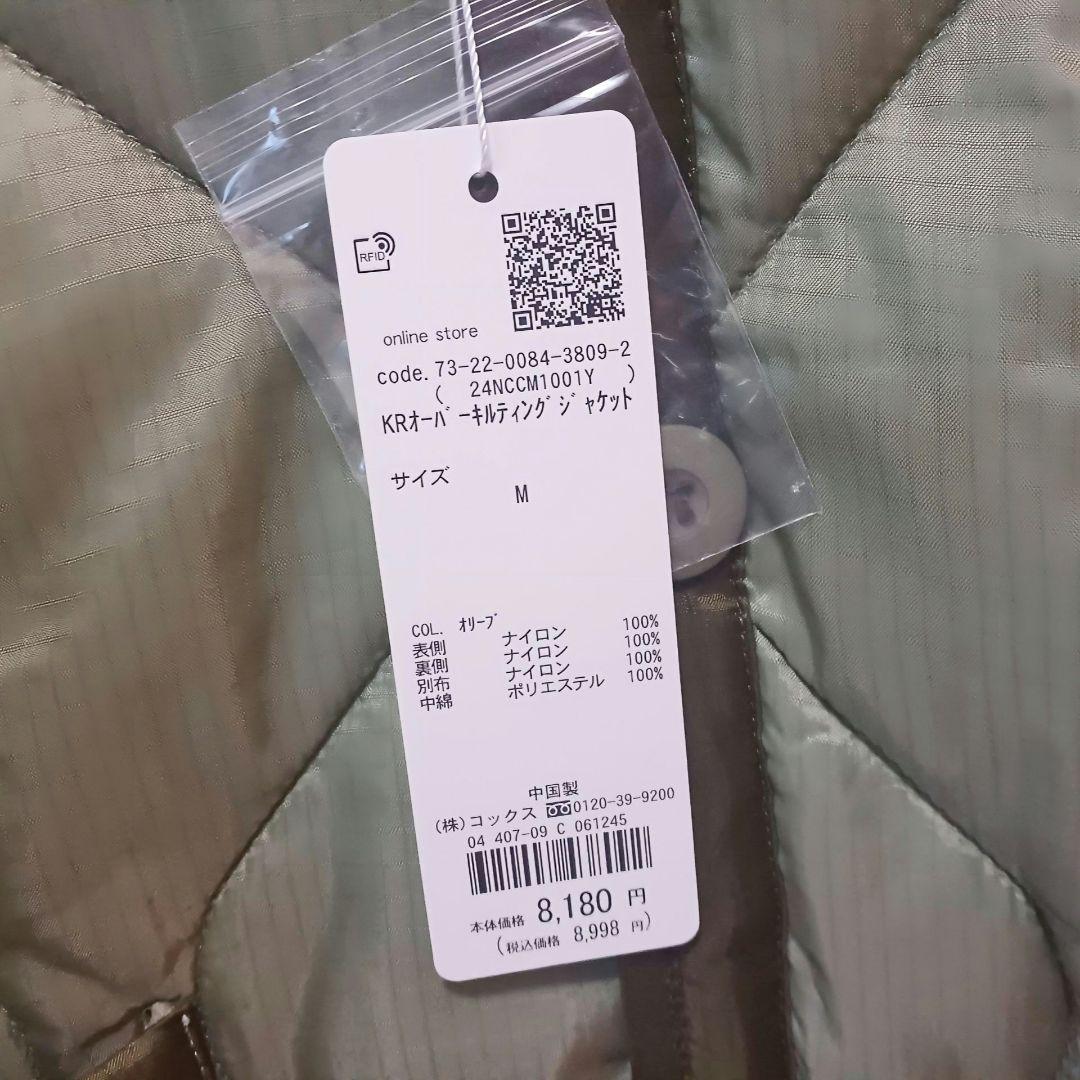 RFID
online store
code. 73-22-0084-3809-2
( 24NCCM1001Y )
KRｵｰﾊﾞｰｷﾙﾃｨﾝｸﾞｼﾞｬｹｯﾄ
サイズ
M
COL. ｵﾘｰﾌﾞ
表側 ナイロン 100%
裏側 ナイロン 100%
別布 ナイロン 100%
中綿 ポリエステル 100%
中国製
(株)コックス 0120-39-9200
04 407-09 C 061245
本体価格 8,180 円
(税込価格 8,998 円)